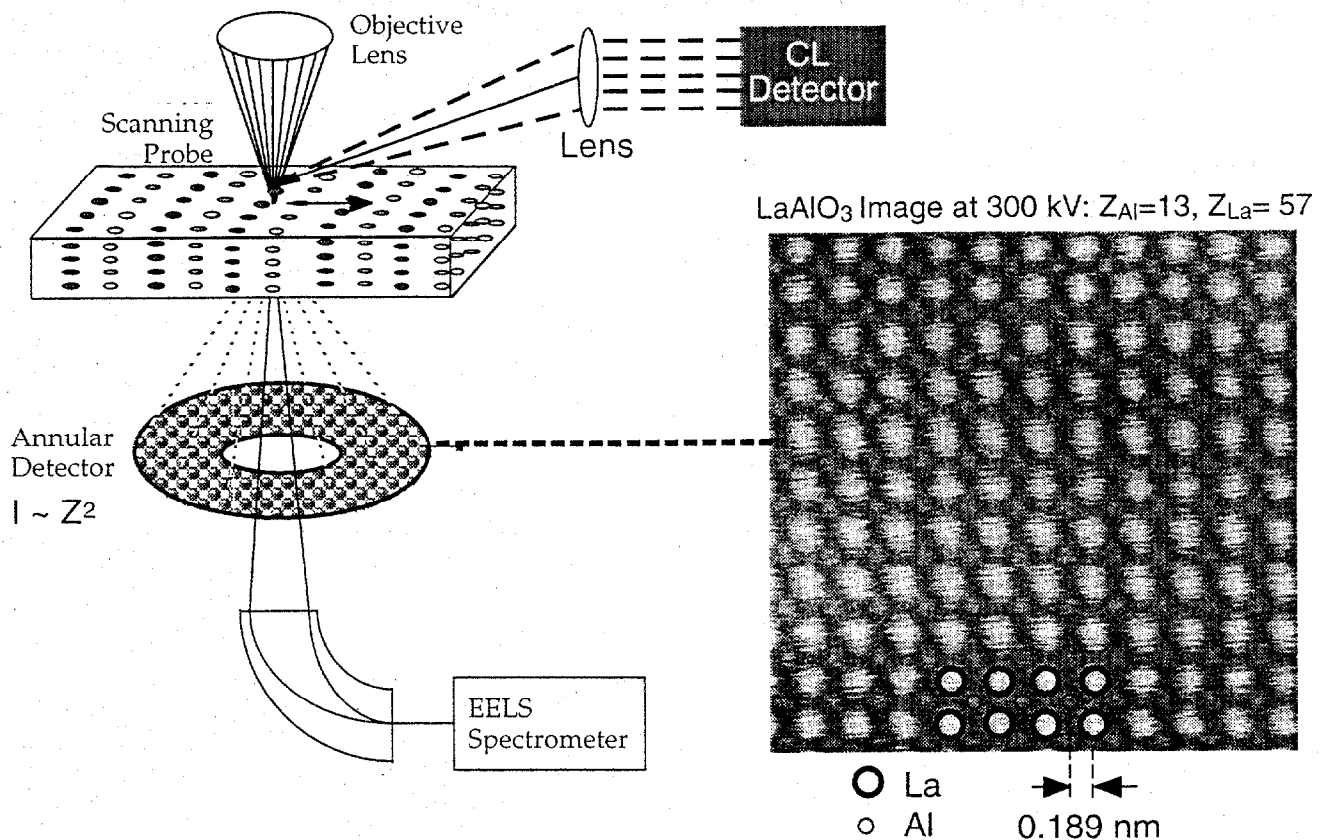 Objective
Lens
CL
Detector
Scanning
Probe
Lens
LaAlO3 Image at 300 kV: ZAl=13, ZLa= 57
Annular
Detector
I ~ Z2
EELS
Spectrometer
La
Al
0.189 nm